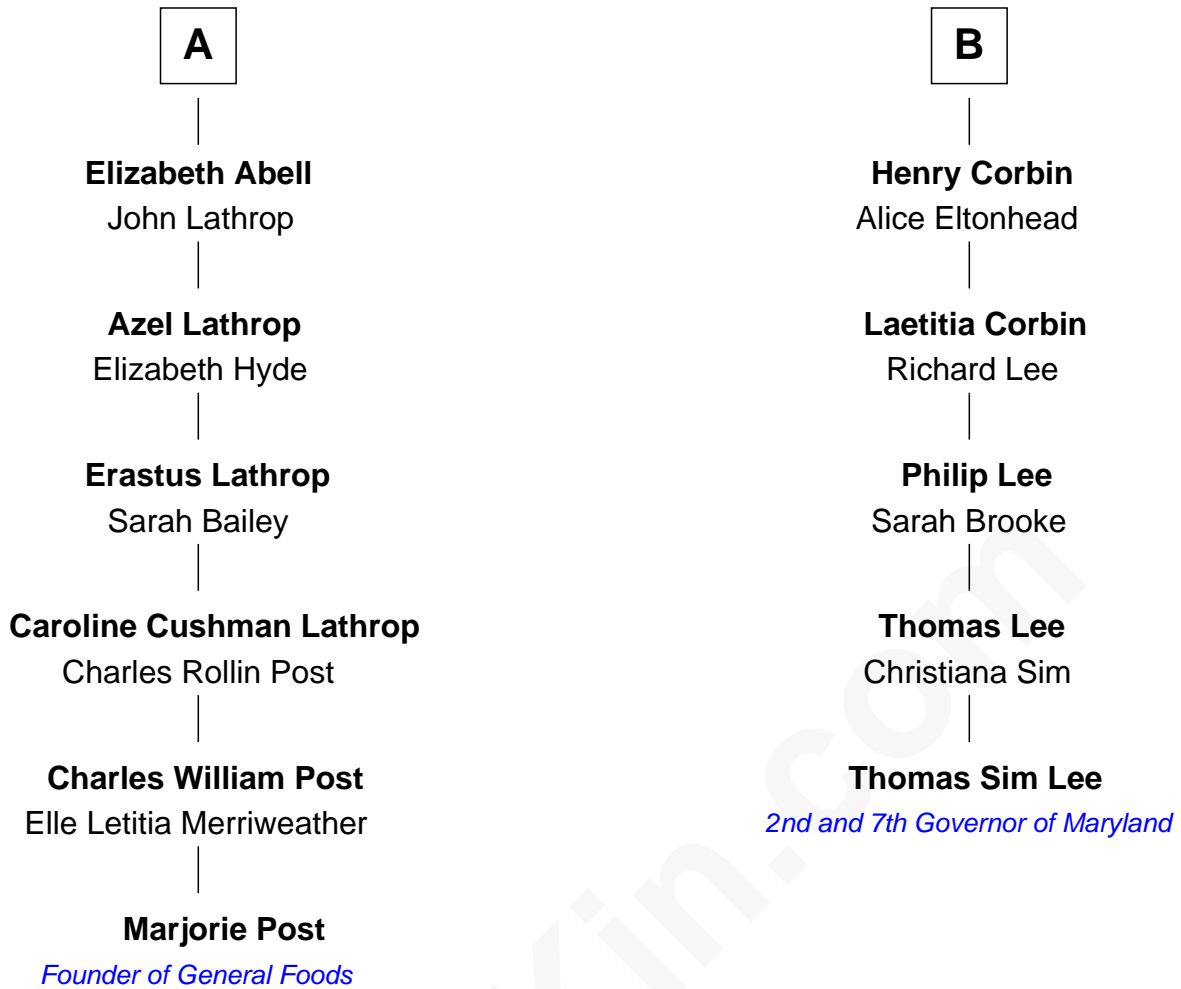 A
Elizabeth Abell
John Lathrop
Azel Lathrop
Elizabeth Hyde
Erastus Lathrop
Sarah Bailey
Caroline Cushman Lathrop
Charles Rollin Post
Charles William Post
Elle Letitia Merriweather
Marjorie Post
Founder of General Foods
B
Henry Corbin
Alice Eltonhead
Laetitia Corbin
Richard Lee
Philip Lee
Sarah Brooke
Thomas Lee
Christiana Sim
Thomas Sim Lee
2nd and 7th Governor of Maryland
Kin.com